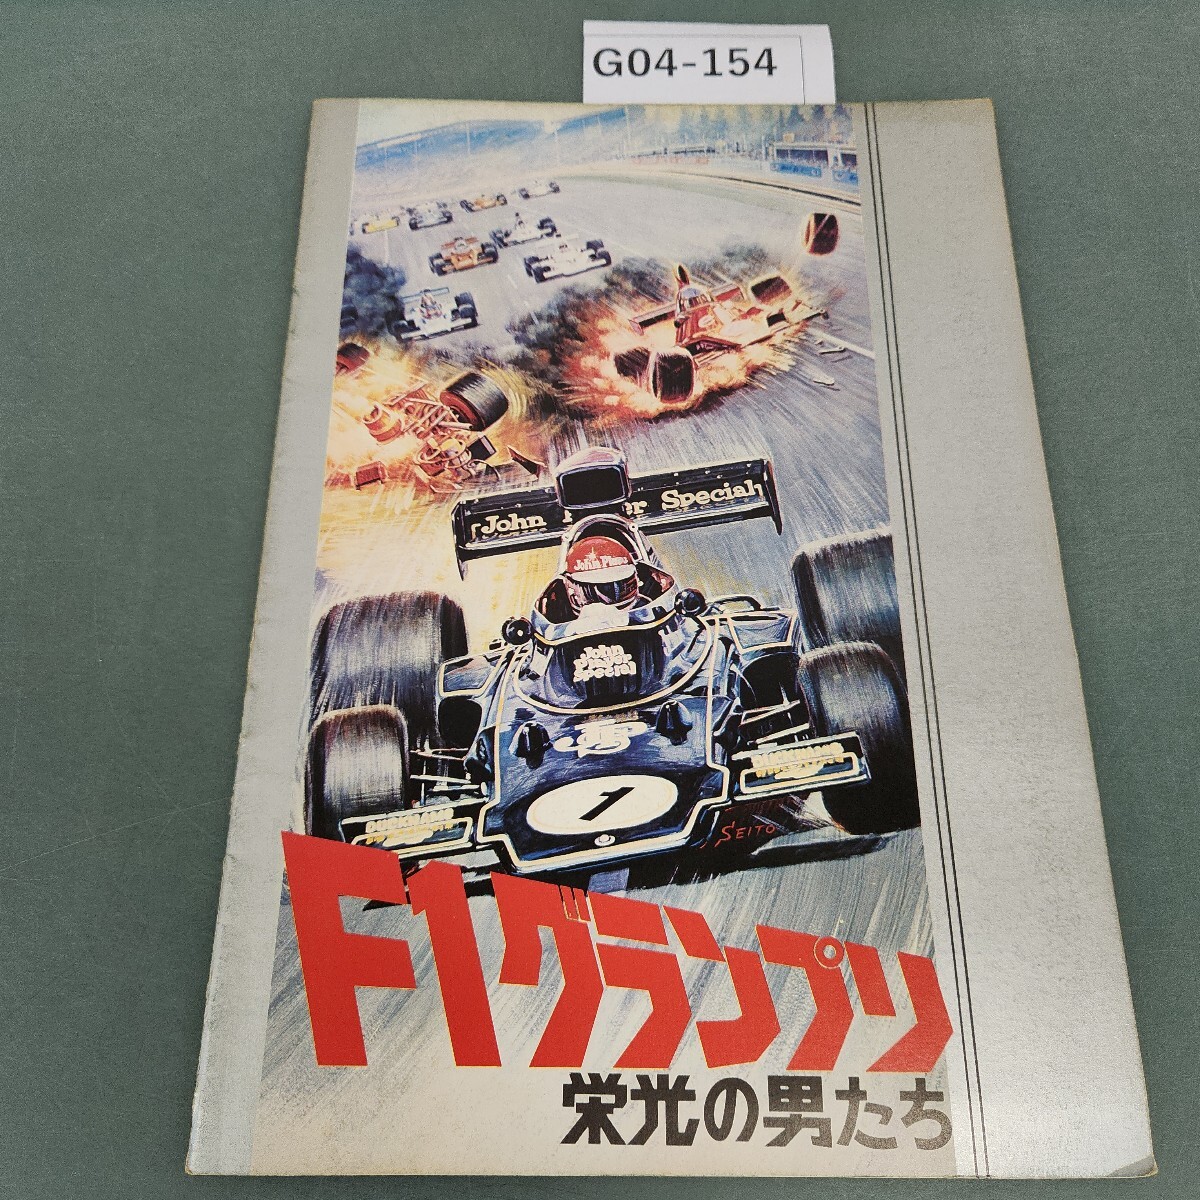 G04-154
John Player Special
John Player
Special
JPS
1
SEITO
F1グランプリ
栄光の男たち